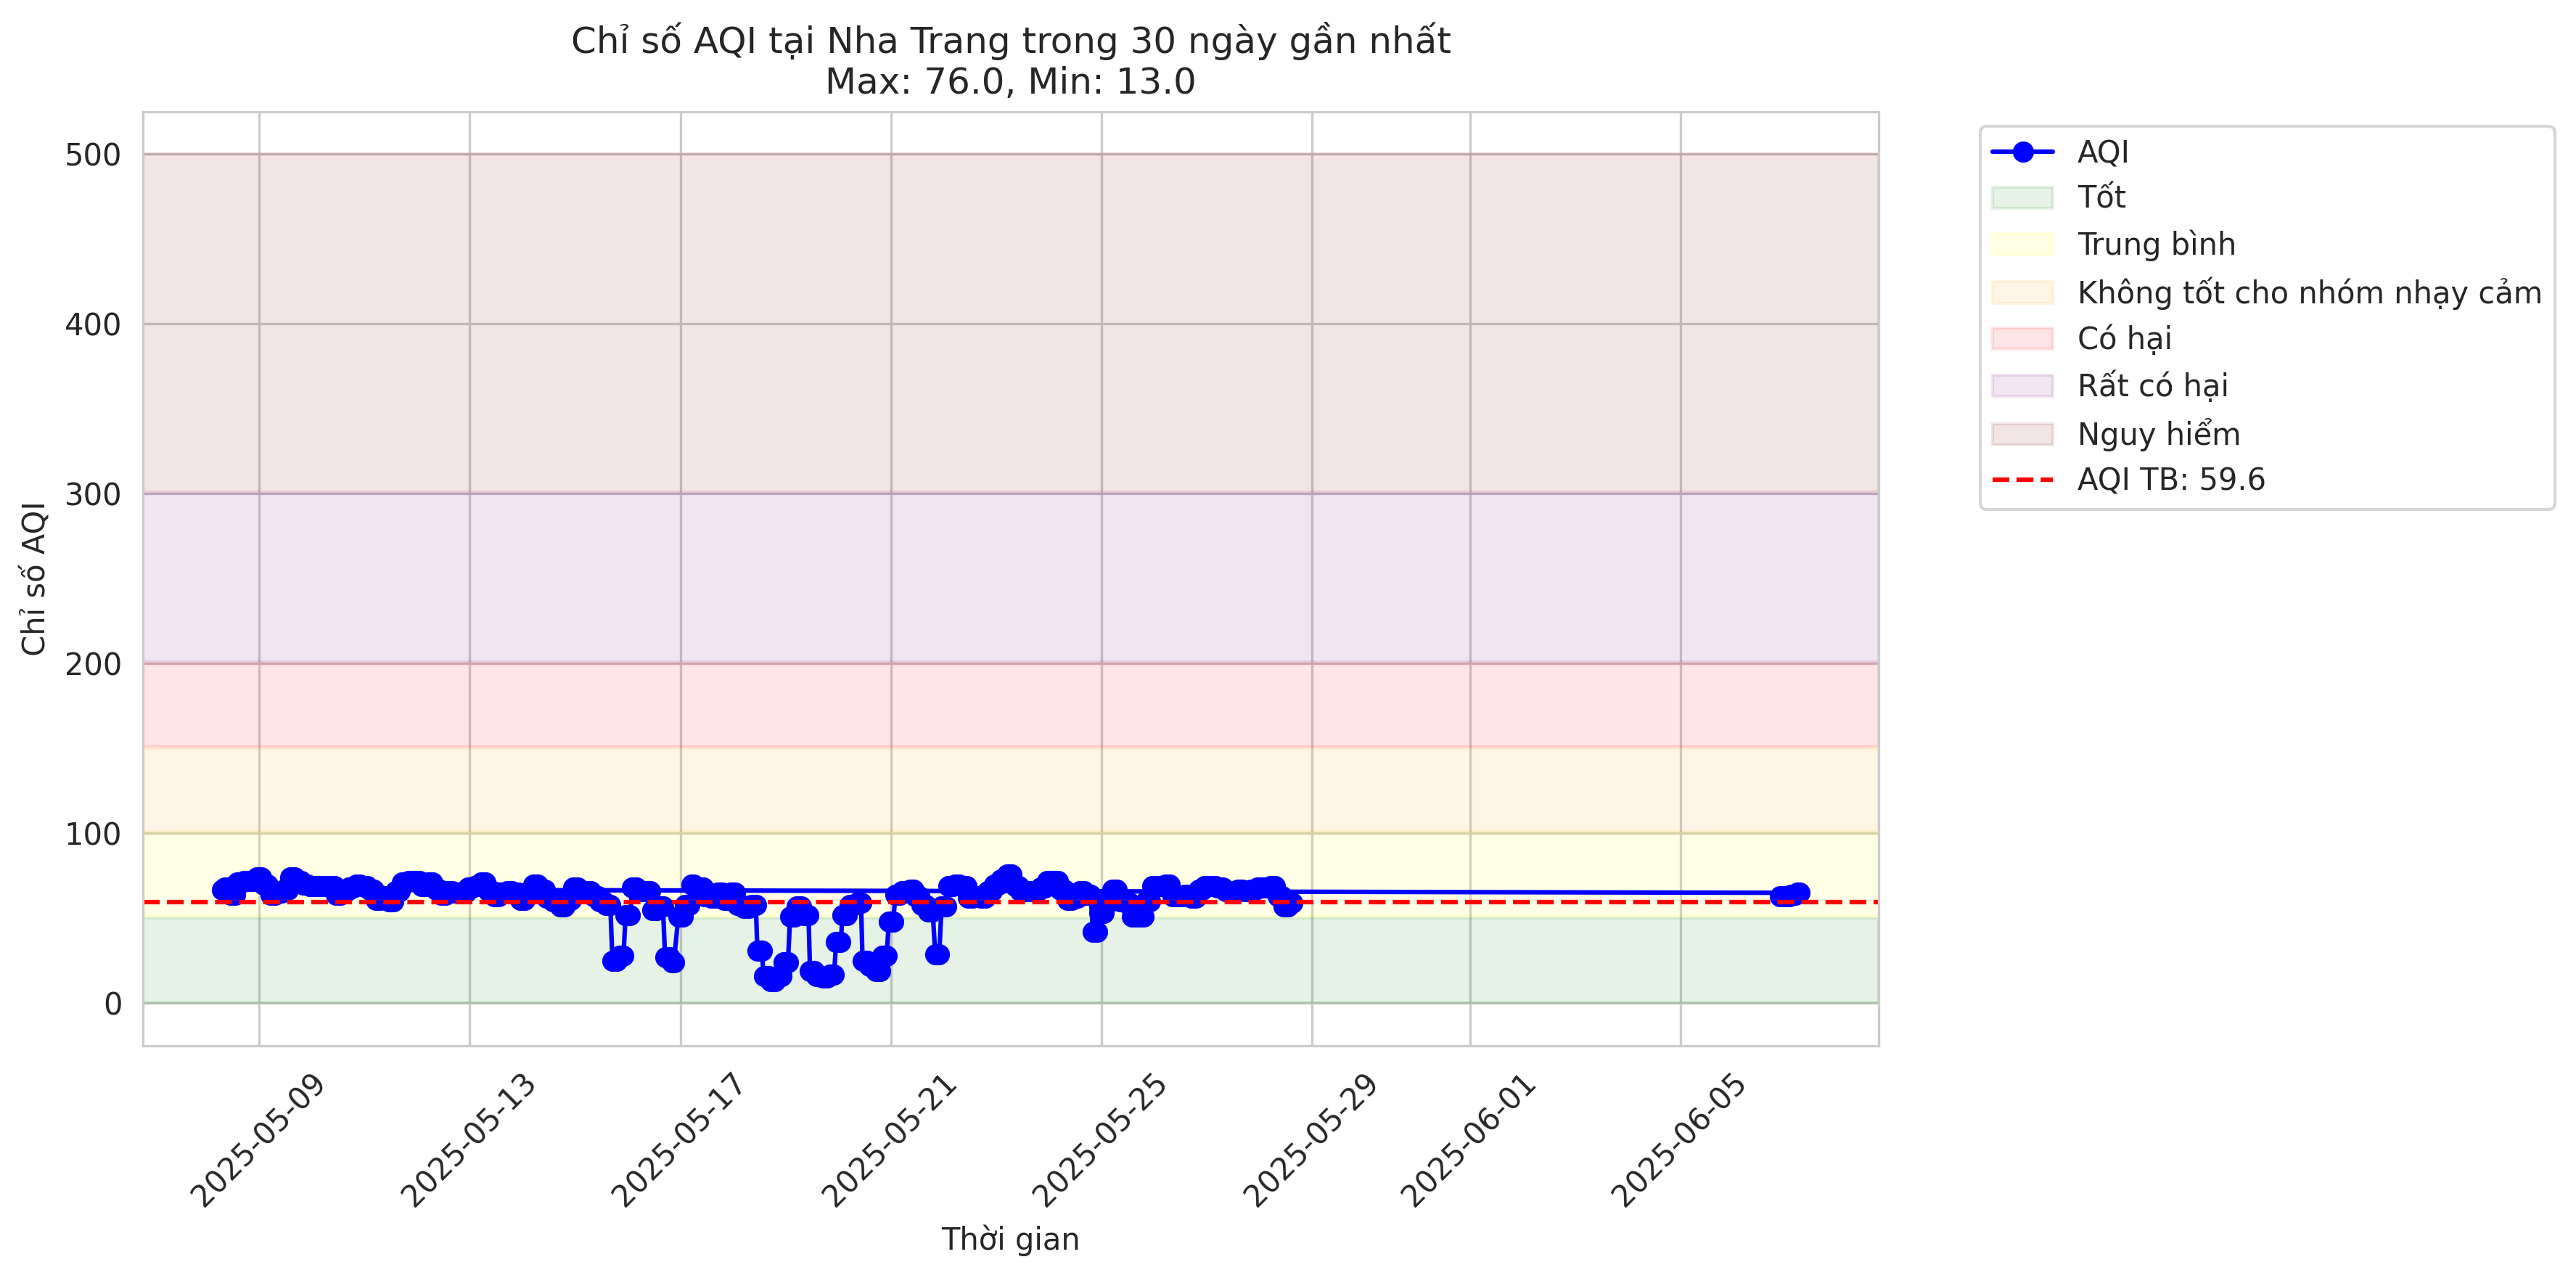 Chỉ số AQI tại Nha Trang trong 30 ngày gần nhất
Max: 76.0, Min: 13.0
Chỉ số AQI
500
400
300
200
100
0
2025-05-09
2025-05-13
2025-05-17
2025-05-21
2025-05-25
2025-05-29
2025-06-01
2025-06-05
Thời gian
AQI
Tốt
Trung bình
Không tốt cho nhóm nhạy cảm
Có hại
Rất có hại
Nguy hiểm
AQI TB: 59.6